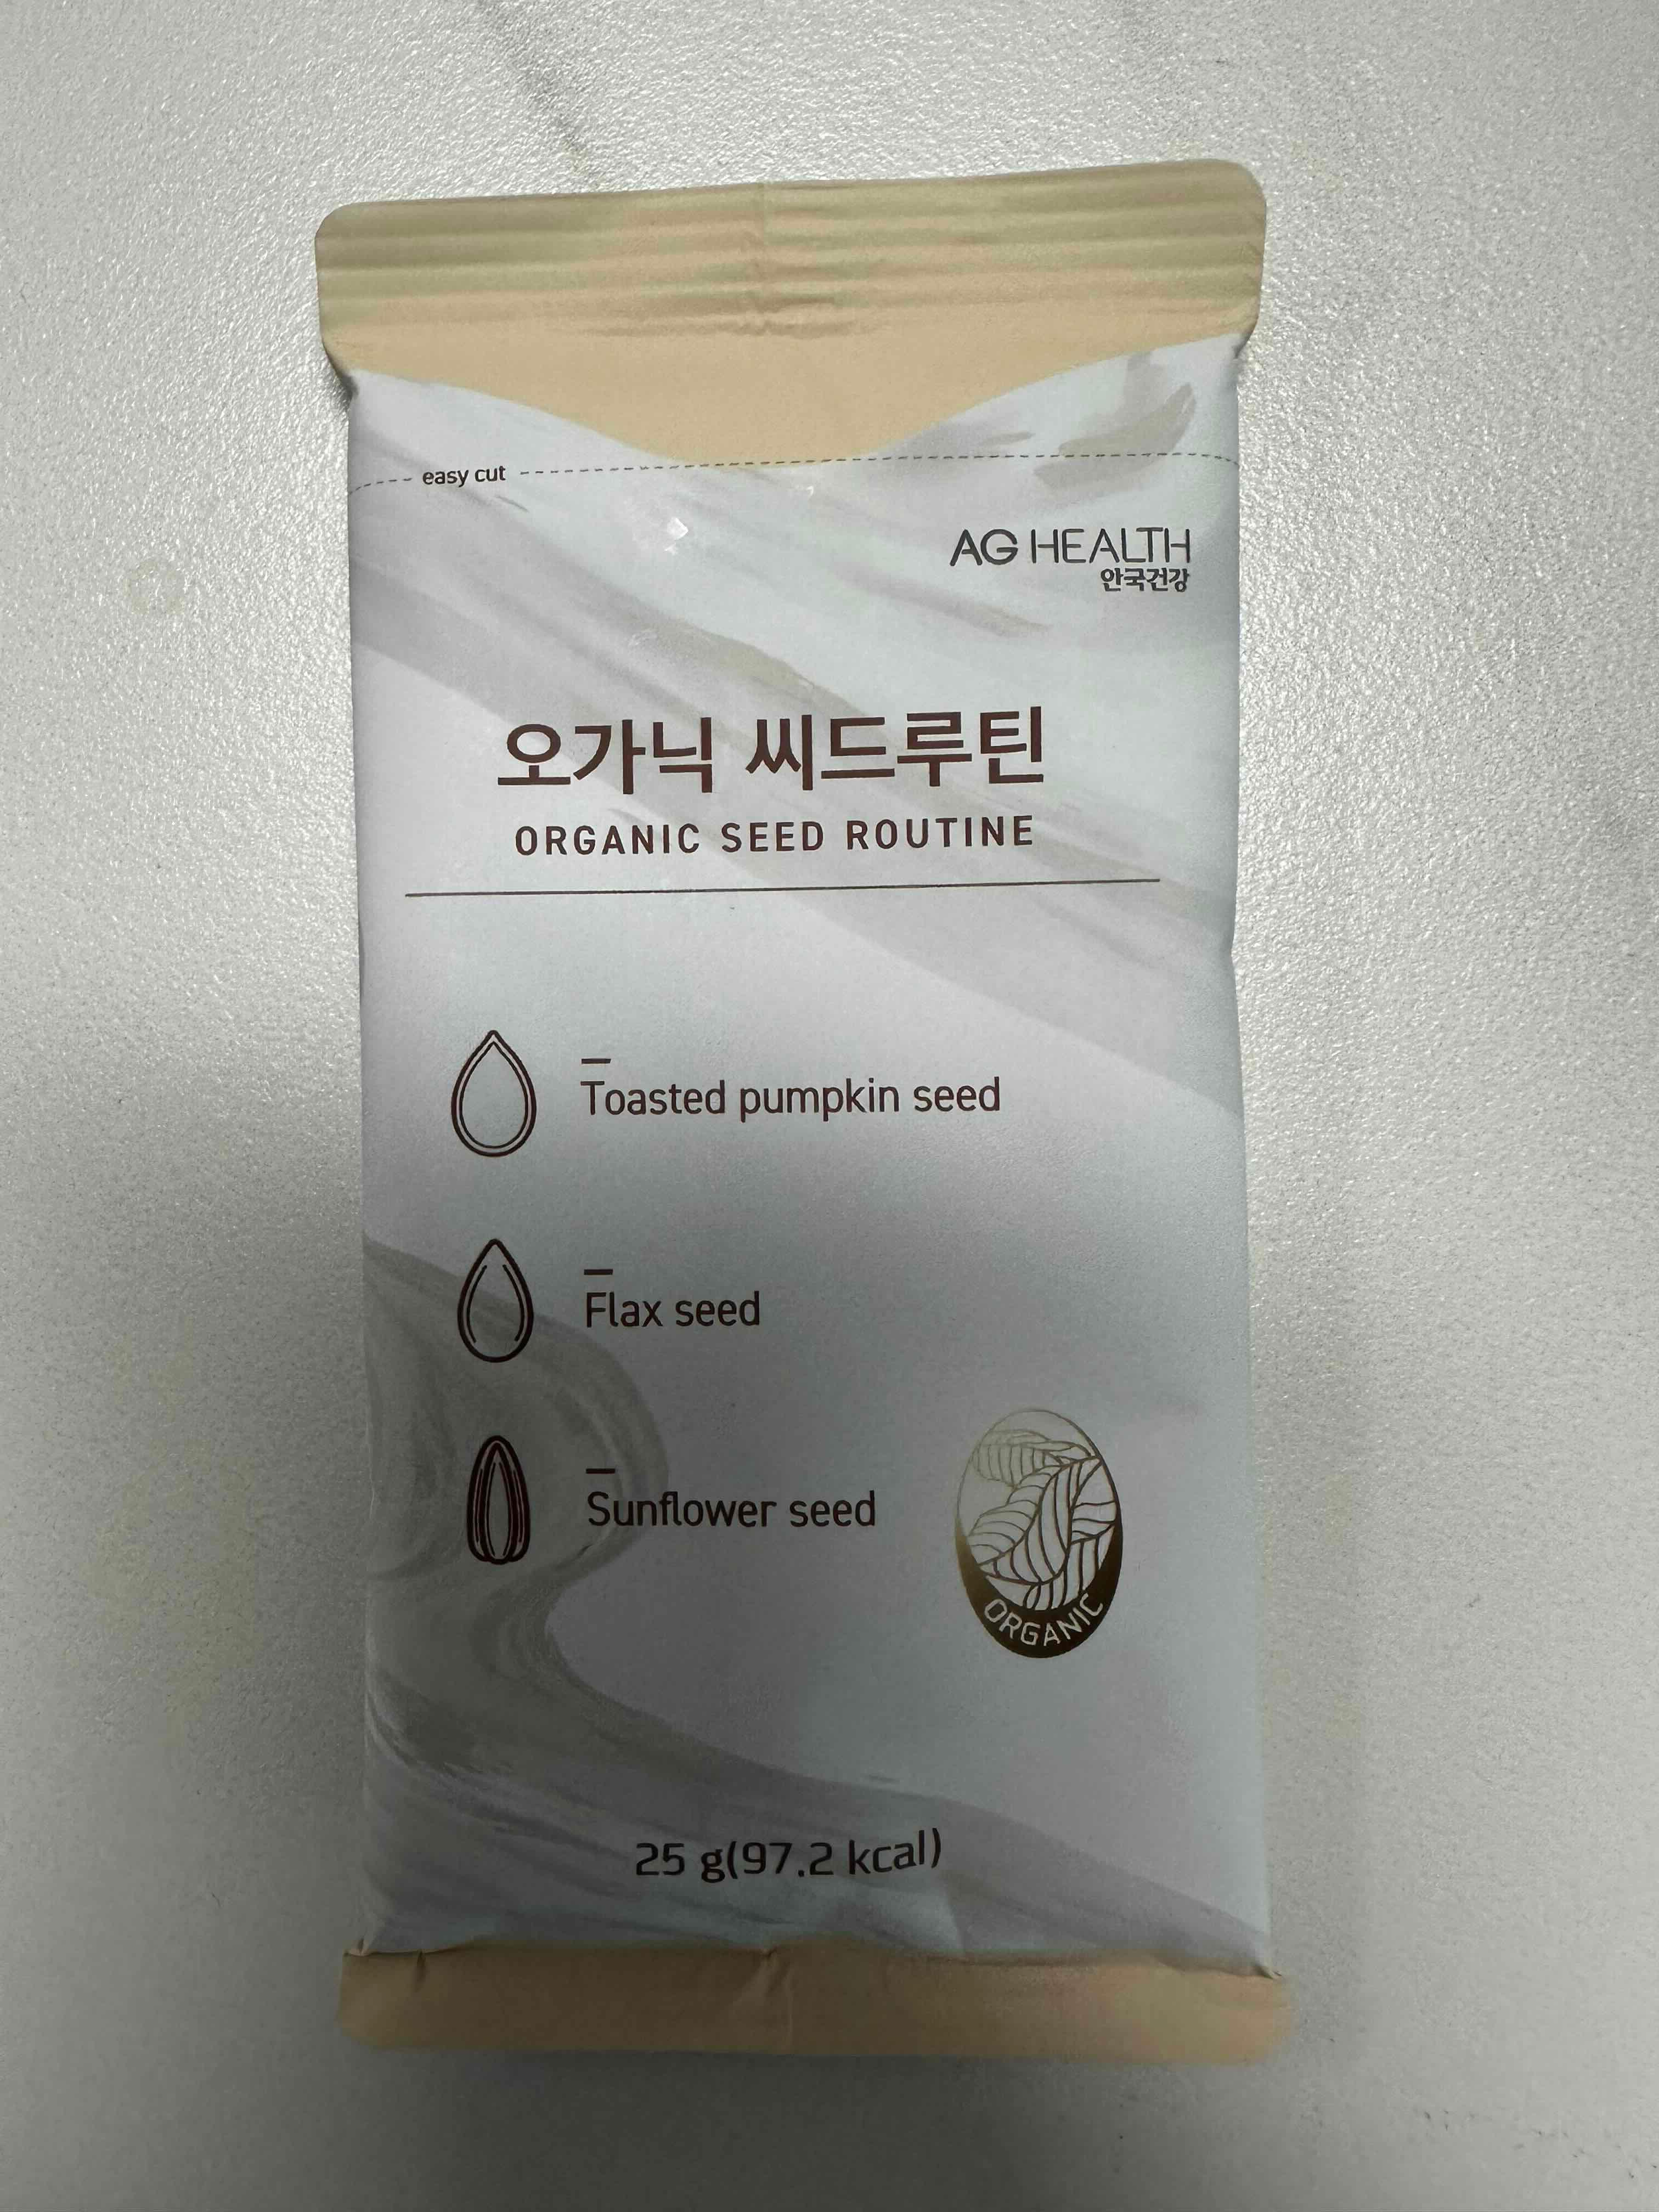 easy cut
AG HEALTH
안국건강
오가닉 씨드루틴
ORGANIC SEED ROUTINE
Toasted pumpkin seed
Flax seed
Sunflower seed
ORGANIC
25 g(97.2 kcal)